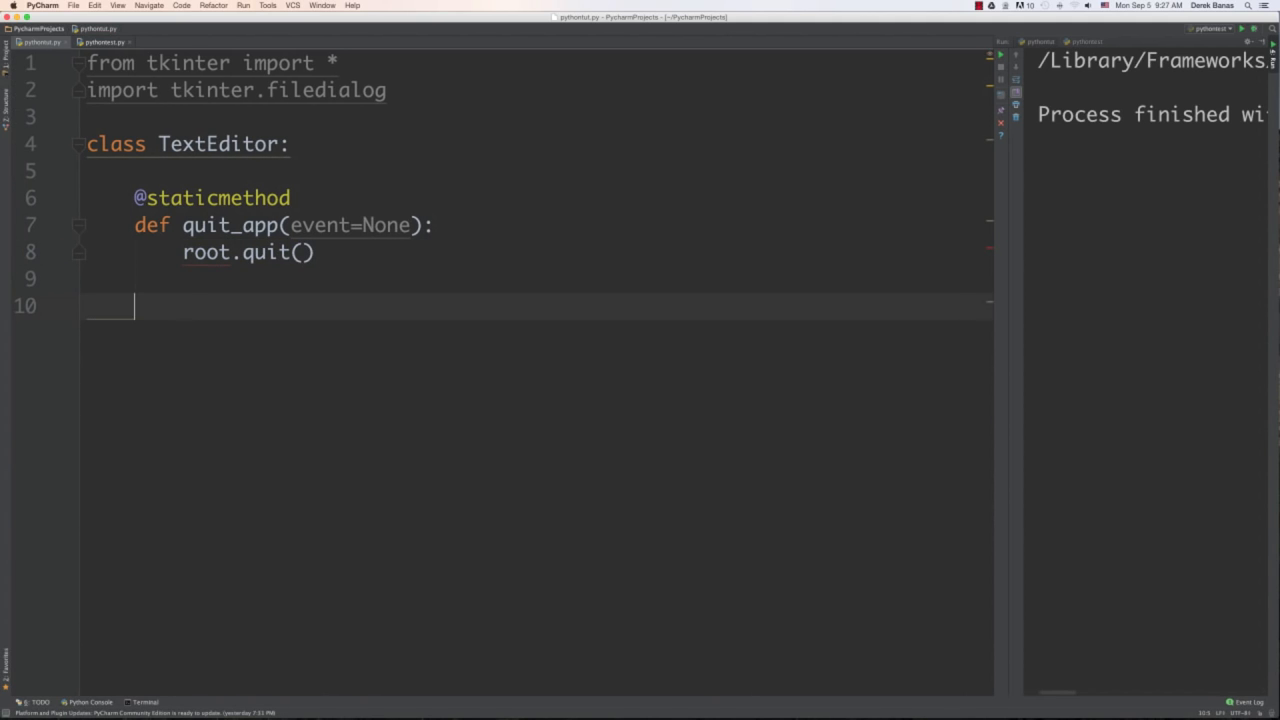 PyCharm File Edit View Navigate Code Refactor Run Tools VCS Window Help
10 Mon Sep 5 9:27 AM Derek Banas
pythontut.py - PycharmProjects - [~/PycharmProjects]
PycharmProjects pythontut.py
pythontest
pythontut.py pythontest.py
Run: pythontut pythontest
1 from tkinter import *
2 import tkinter.filedialog
3
4 class TextEditor:
5
6 @staticmethod
7 def quit_app(event=None):
8 root.quit()
9
10
/Library/Frameworks
Process finished wi
1: Project
7: Structure
2: Favorites
Run
6: TODO Python Console Terminal
Event Log
Platform and Plugin Updates: PyCharm Community Edition is ready to update. (yesterday 7:51 PM)
10:5 LF÷ UTF-8÷